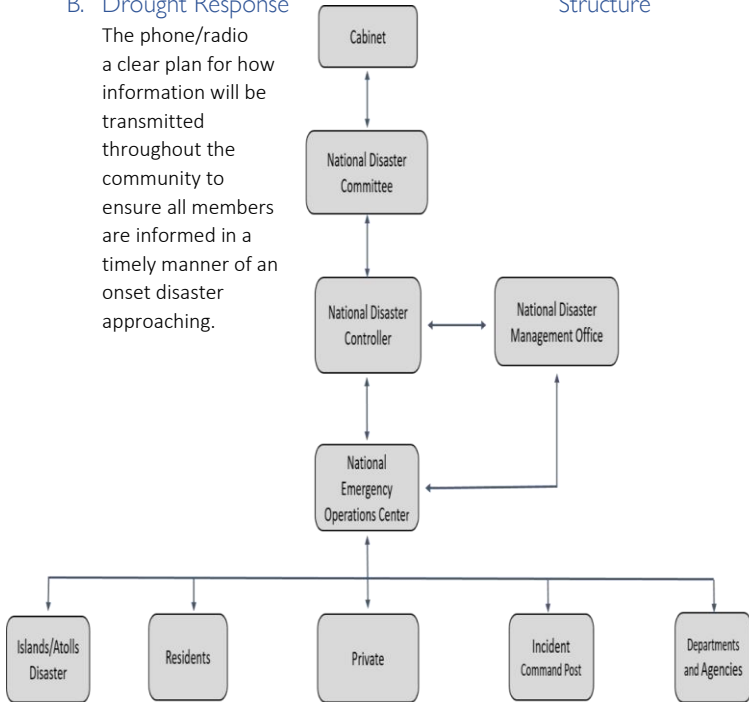 B. Drought Response Structure
The phone/radio
a clear plan for how
information will be
transmitted
throughout the
community to
ensure all members
are informed in a
timely manner of an
onset disaster
approaching.
Cabinet
National Disaster
Committee
National Disaster
Controller
National Disaster
Management Office
National
Emergency
Operations Center
Islands/Atolls
Disaster
Residents
Private
Incident
Command Post
Departments
and Agencies